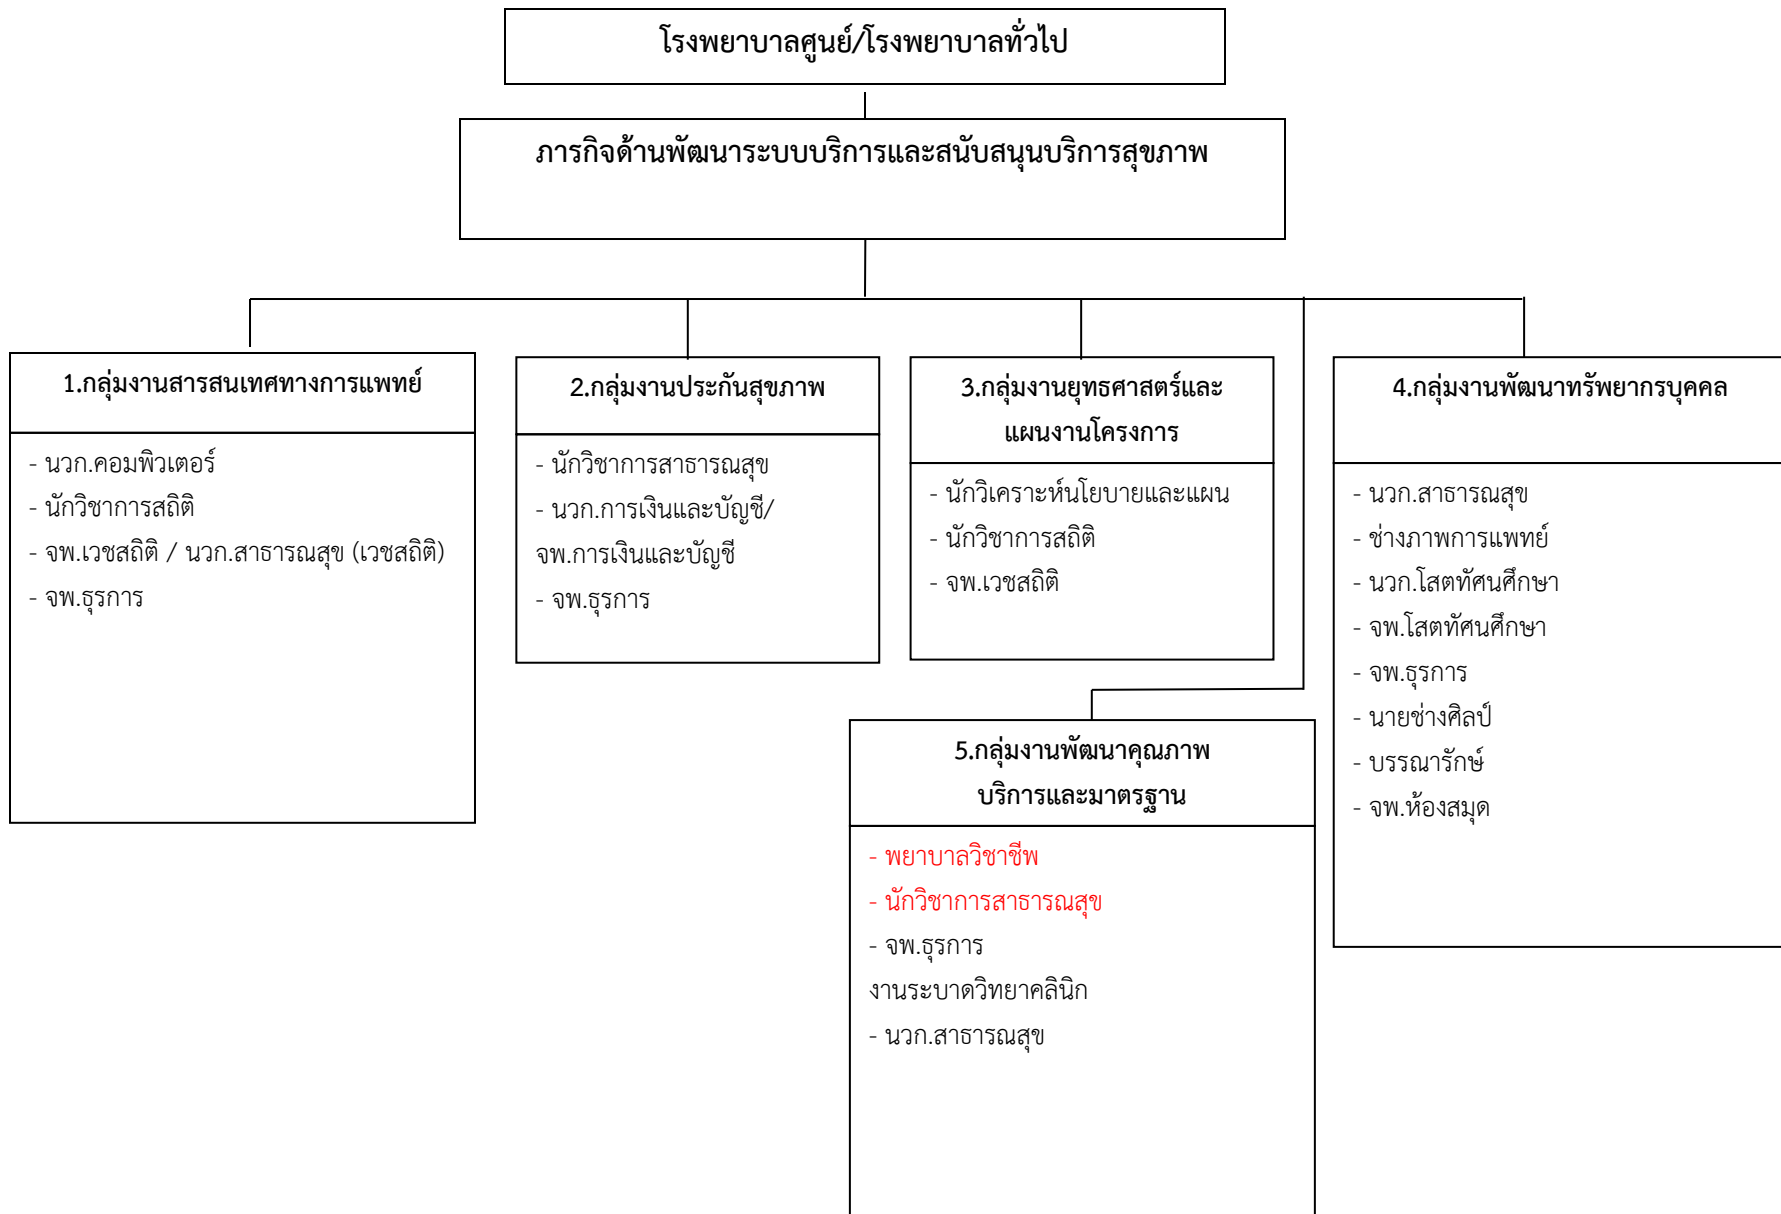 โรงพยาบาลศูนย์/โรงพยาบาลทั่วไป
ภารกิจด้านพัฒนาระบบบริการและสนับสนุนบริการสุขภาพ
1.กลุ่มงานสารสนเทศทางการแพทย์
- นวก.คอมพิวเตอร์
- นักวิชาการสถิติ
- จพ.เวชสถิติ / นวก.สาธารณสุข (เวชสถิติ)
- จพ.ธุรการ
2.กลุ่มงานประกันสุขภาพ
- นักวิชาการสาธารณสุข
- นวก.การเงินและบัญชี/
จพ.การเงินและบัญชี
- จพ.ธุรการ
3.กลุ่มงานยุทธศาสตร์และ
แผนงานโครงการ
- นักวิเคราะห์นโยบายและแผน
- นักวิชาการสถิติ
- จพ.เวชสถิติ
4.กลุ่มงานพัฒนาทรัพยากรบุคคล
- นวก.สาธารณสุข
- ช่างภาพการแพทย์
- นวก.โสตทัศนศึกษา
- จพ.โสตทัศนศึกษา
- จพ.ธุรการ
- นายช่างศิลป์
- บรรณารักษ์
- จพ.ห้องสมุด
5.กลุ่มงานพัฒนาคุณภาพ
บริการและมาตรฐาน
- พยาบาลวิชาชีพ
- นักวิชาการสาธารณสุข
- จพ.ธุรการ
งานระบาดวิทยาคลินิก
- นวก.สาธารณสุข